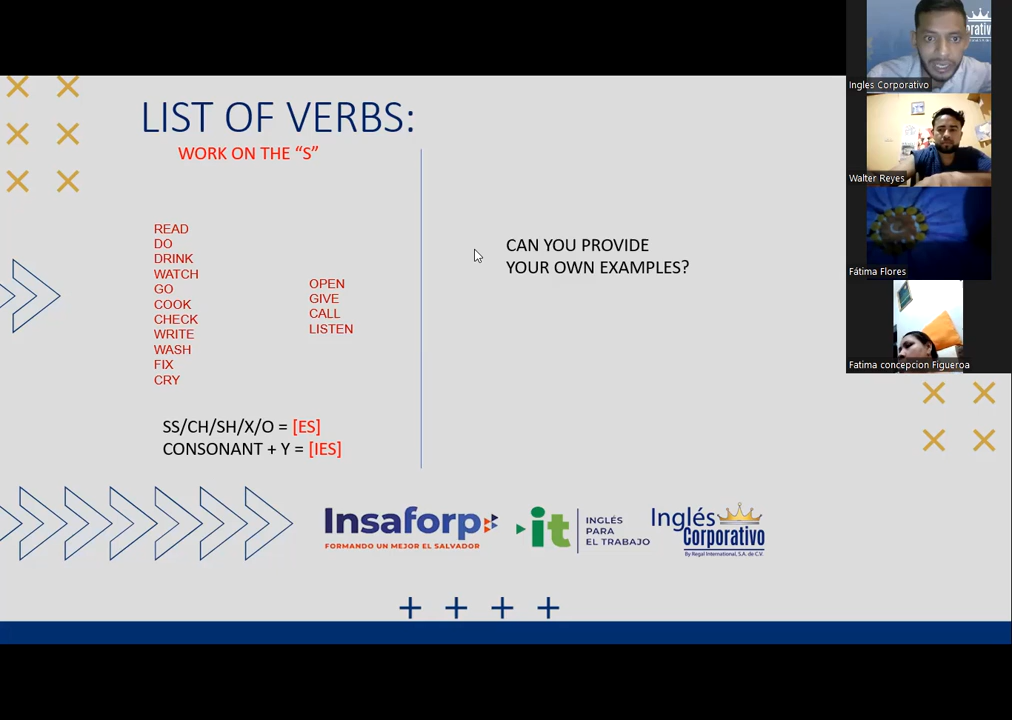 LIST OF VERBS:
WORK ON THE “S”
READ
DO
DRINK
WATCH
GO
COOK
CHECK
WRITE
WASH
FIX
CRY
OPEN
GIVE
CALL
LISTEN
SS/CH/SH/X/O = [ES]
CONSONANT + Y = [IES]
CAN YOU PROVIDE
YOUR OWN EXAMPLES?
Insaforp
FORMANDO UN MEJOR EL SALVADOR
it
INGLÉS
PARA
EL TRABAJO
Inglés
Corporativo
By Regal International, S.A. de C.V.
orativo
Ingles Corporativo
Walter Reyes
Fátima Flores
Fatima concepcion Figueroa